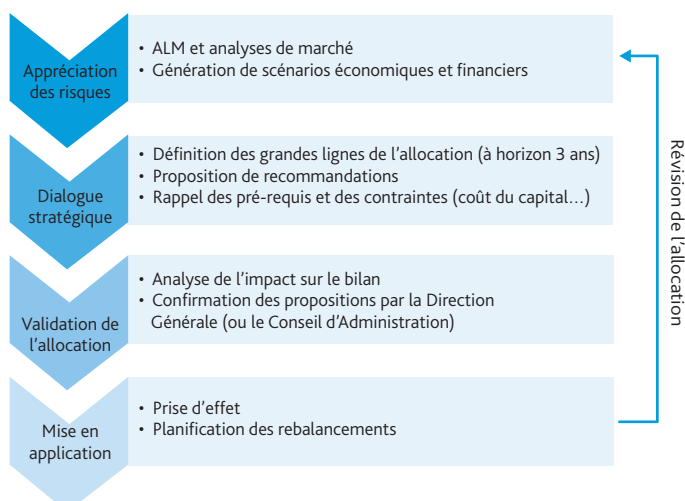 Appréciation
des risques
• ALM et analyses de marché
• Génération de scénarios économiques et financiers
Dialogue
stratégique
• Définition des grandes lignes de l'allocation (à horizon 3 ans)
• Proposition de recommandations
• Rappel des pré-requis et des contraintes (coût du capital…)
Validation de
l'allocation
• Analyse de l'impact sur le bilan
• Confirmation des propositions par la Direction
Générale (ou le Conseil d'Administration)
Mise en
application
• Prise d'effet
• Planification des rebalancements
Révision de l'allocation